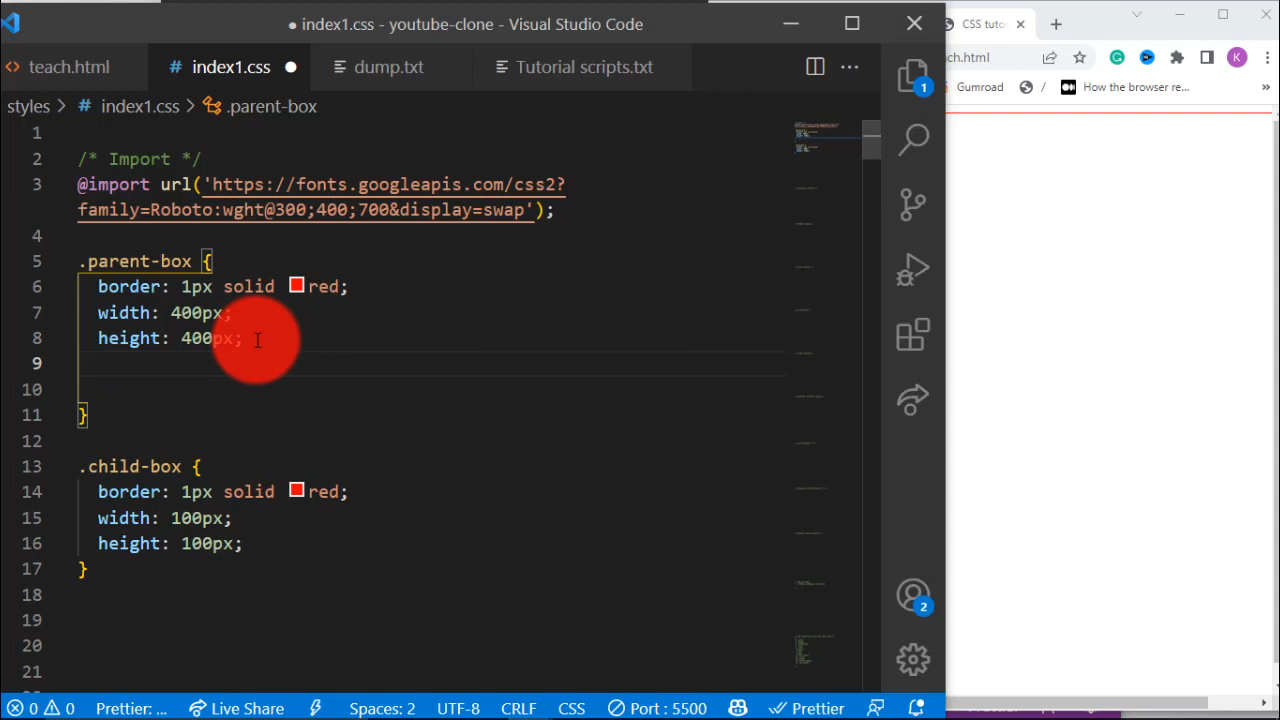 index1.css - youtube-clone - Visual Studio Code
teach.html
# index1.css
dump.txt
Tutorial scripts.txt
styles > # index1.css > .parent-box
1
2 /* Import */
3 @import url('https://fonts.googleapis.com/css2?
family=Roboto:wght@300;400;700&display=swap');
4
5 .parent-box {
6 border: 1px solid red;
7 width: 400px;
8 height: 400px;
9
10
11 }
12
13 .child-box {
14 border: 1px solid red;
15 width: 100px;
16 height: 100px;
17 }
18
19
20
21
1
2
0 0 Prettier: ... Live Share Spaces: 2 UTF-8 CRLF CSS Port : 5500 Prettier
CSS tuto
ch.html
K
Gumroad / How the browser re... »